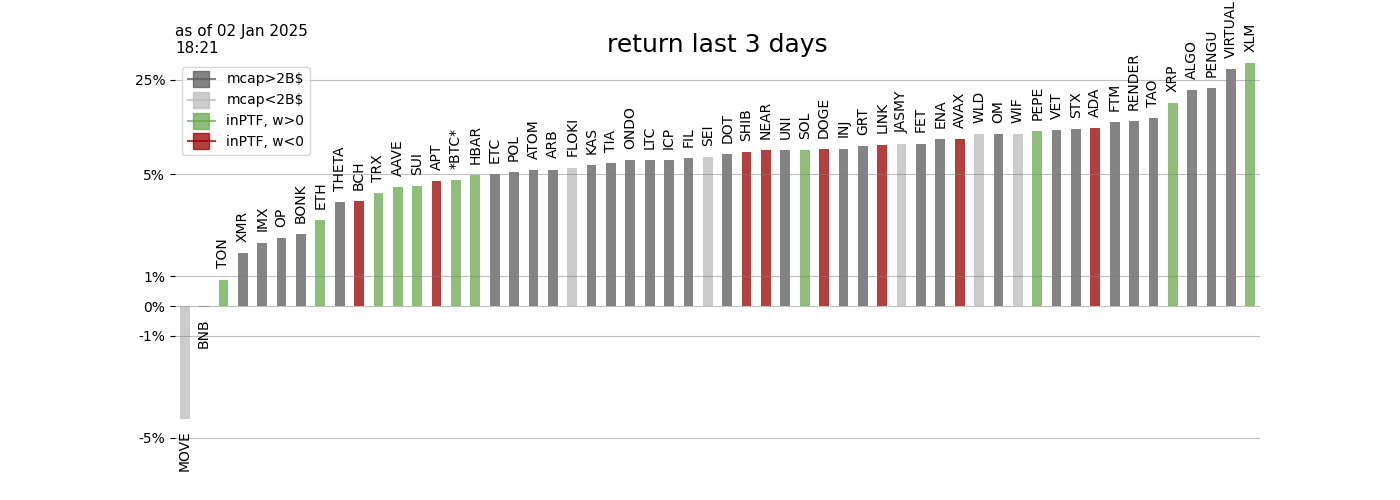 as of 02 Jan 2025
18:21
return last 3 days
mcap>2B$
mcap<2B$
inPTF, w>0
inPTF, w<0
25%
5%
1%
0%
-1%
-5%
MOVE
BNB
TON
XMR
IMX
OP
BONK
ETH
THETA
BCH
TRX
AAVE
SUI
APT
*BTC*
HBAR
ETC
POL
ATOM
ARB
FLOKI
KAS
TIA
ONDO
LTC
ICP
FIL
SEI
DOT
SHIB
NEAR
UNI
SOL
DOGE
INJ
GRT
LINK
JASMY
FET
ENA
AVAX
WLD
OM
WIF
PEPE
VET
STX
ADA
FTM
RENDER
TAO
XRP
ALGO
PENGU
VIRTUAL
XLM